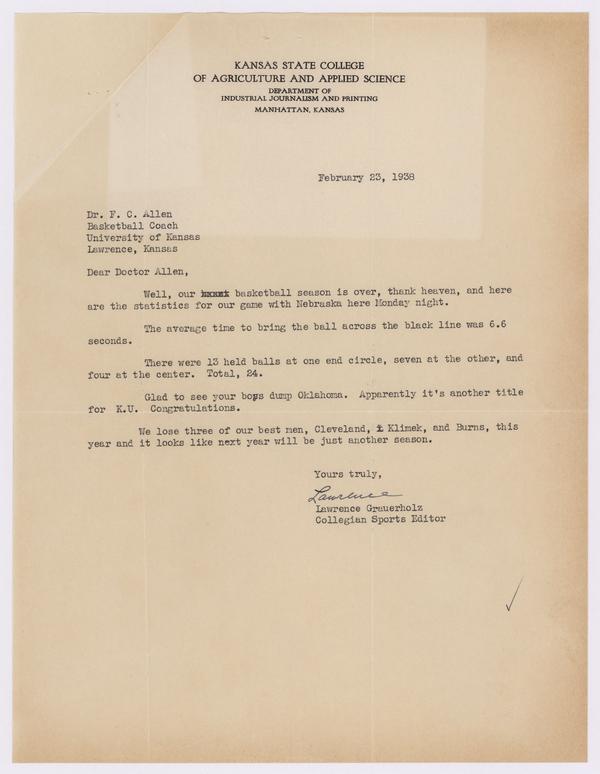 KANSAS STATE COLLEGE
OF AGRICULTURE AND APPLIED SCIENCE
DEPARTMENT OF
INDUSTRIAL JOURNALISM AND PRINTING
MANHATTAN, KANSAS
February 23, 1938
Dr. F. C. Allen
Basketball Coach
University of Kansas
Lawrence, Kansas
Dear Doctor Allen,
Well, our basketball season is over, thank heaven, and here
are the statistics for our game with Nebraska here Monday night.
The average time to bring the ball across the black line was 6.6
seconds.
There were 13 held balls at one end circle, seven at the other, and
four at the center. Total, 24.
Glad to see your boys dump Oklahoma. Apparently it's another title
for K.U. Congratulations.
We lose three of our best men, Cleveland, Klimek, and Burns, this
year and it looks like next year will be just another season.
Yours truly,
Lawrence
Lawrence Grauerholz
Collegian Sports Editor